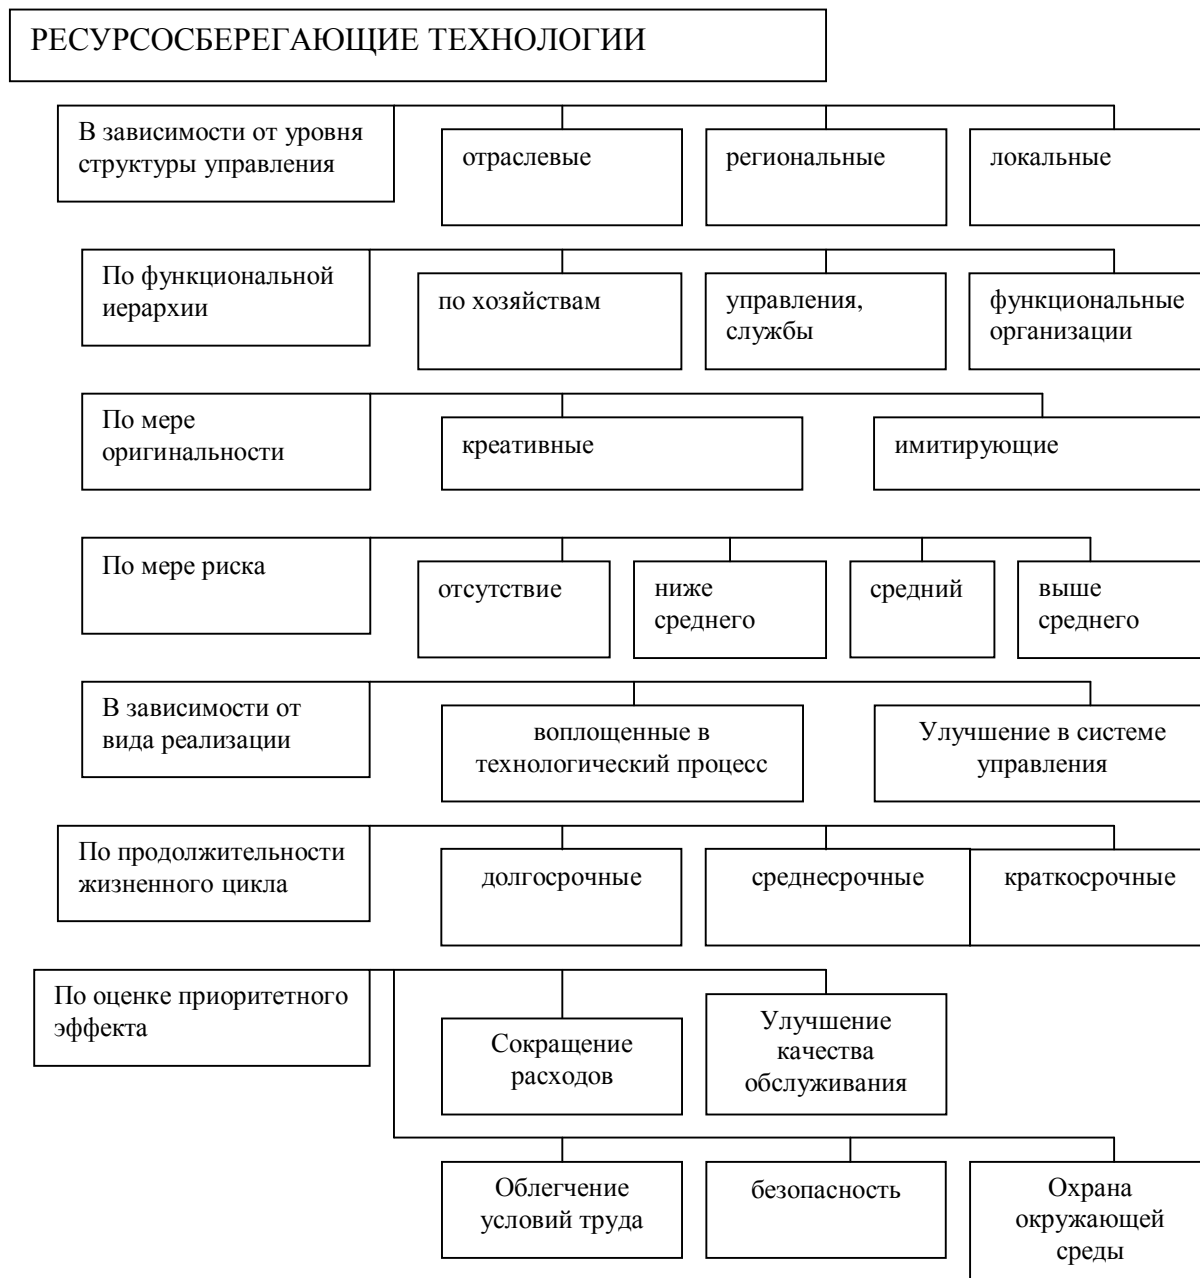 РЕСУРСОСБЕРЕГАЮЩИЕ ТЕХНОЛОГИИ
В зависимости от уровня
структуры управления
отраслевые
региональные
локальные
По функциональной
иерархии
по хозяйствам
управления,
службы
функциональные
организации
По мере
оригинальности
креативные
имитирующие
По мере риска
отсутствие
ниже
среднего
средний
выше
среднего
В зависимости от
вида реализации
воплощенные в
технологический процесс
Улучшение в системе
управления
По продолжительности
жизненного цикла
долгосрочные
среднесрочные
краткосрочные
По оценке приоритетного
эффекта
Сокращение
расходов
Улучшение
качества
обслуживания
Облегчение
условий труда
безопасность
Охрана
окружающей
среды